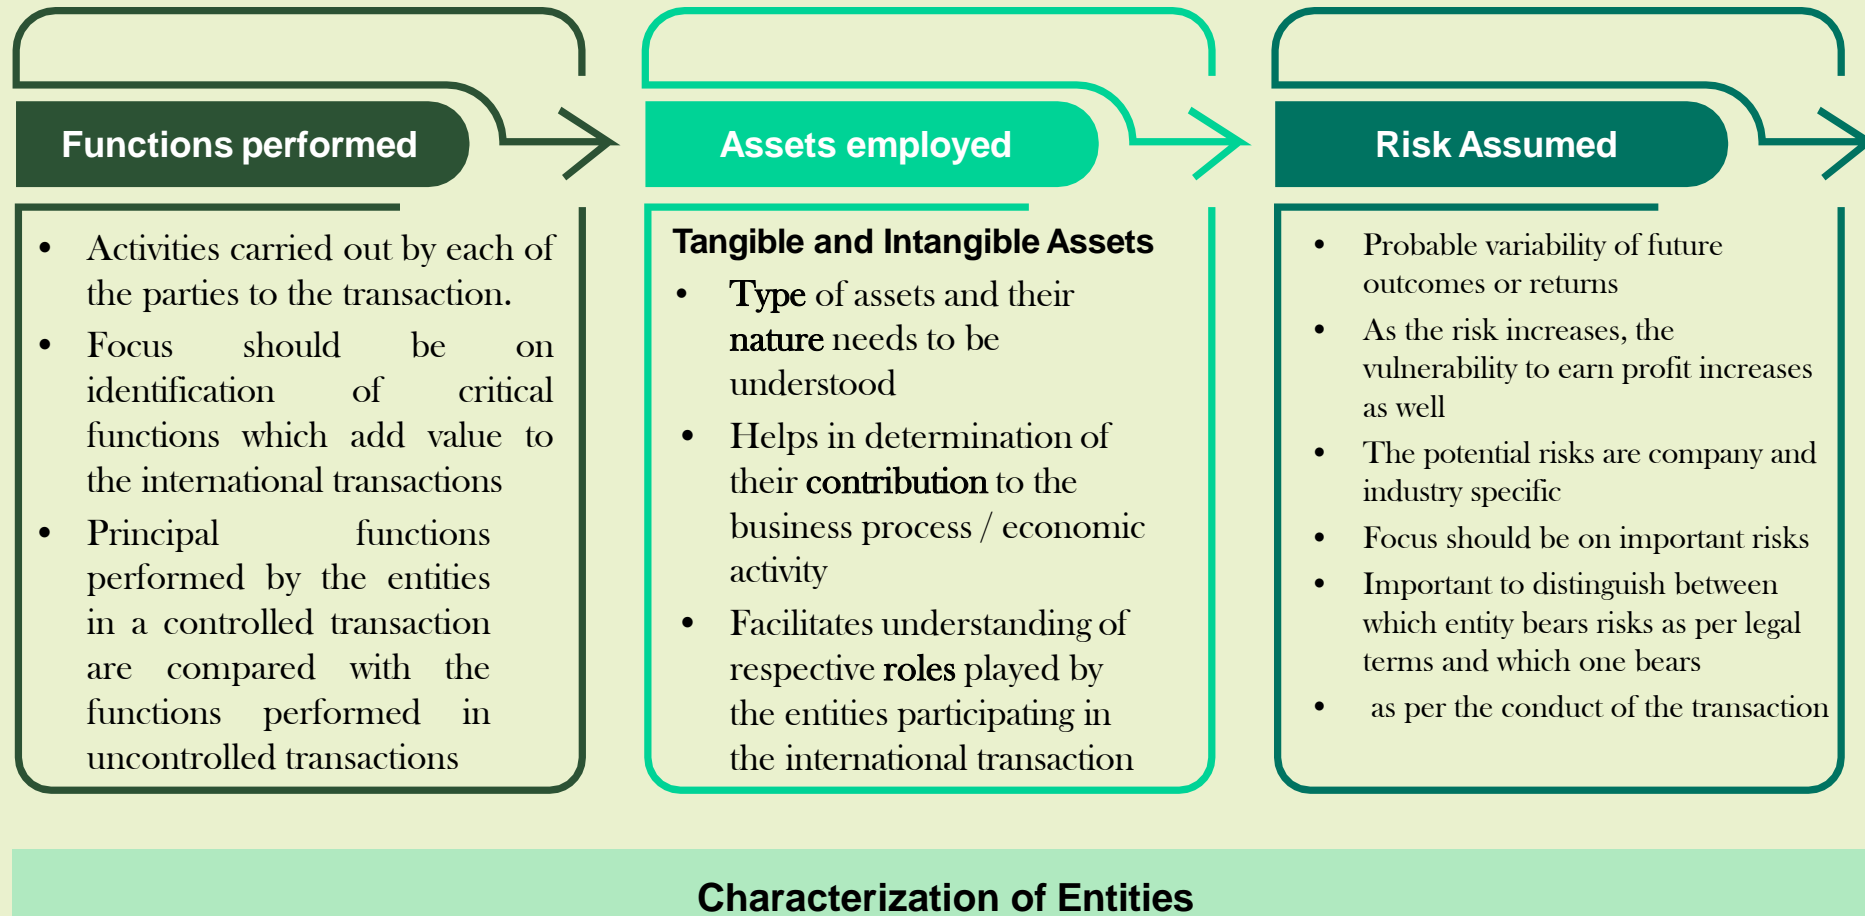 Functions performed
• Activities carried out by each of
the parties to the transaction.
• Focus should be on
identification of critical
functions which add value to
the international transactions
• Principal functions
performed by the entities
in a controlled transaction
are compared with the
functions performed in
uncontrolled transactions
Assets employed
Tangible and Intangible Assets
• Type of assets and their
nature needs to be
understood
• Helps in determination of
their contribution to the
business process / economic
activity
• Facilitates understanding of
respective roles played by
the entities participating in
the international transaction
Risk Assumed
• Probable variability of future
outcomes or returns
• As the risk increases, the
vulnerability to earn profit increases
as well
• The potential risks are company and
industry specific
• Focus should be on important risks
• Important to distinguish between
which entity bears risks as per legal
terms and which one bears
• as per the conduct of the transaction
Characterization of Entities